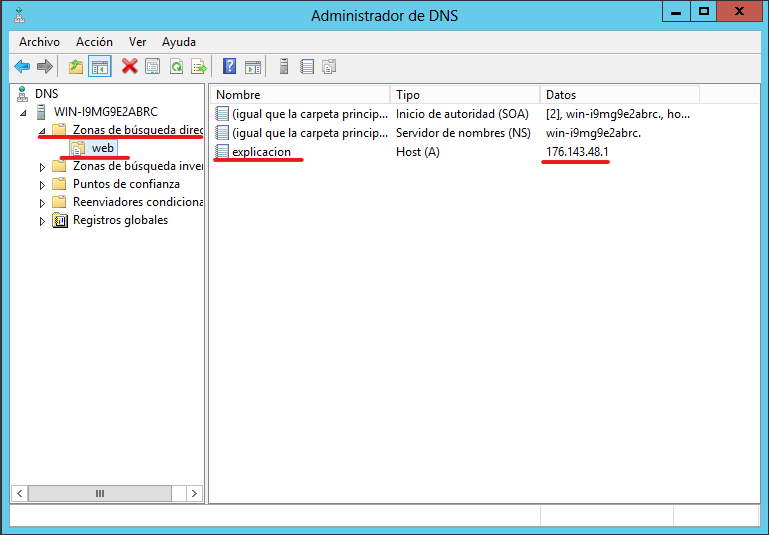 Administrador de DNS
Archivo Acción Ver Ayuda
DNS
WIN-I9MG9E2ABRC
Zonas de búsqueda direc
web
Zonas de búsqueda inver
Puntos de confianza
Reenviadores condiciona
Registros globales
Nombre Tipo Datos
(igual que la carpeta princip... Inicio de autoridad (SOA) [2], win-i9mg9e2abrc., ho...
(igual que la carpeta princip... Servidor de nombres (NS) win-i9mg9e2abrc.
explicacion Host (A) 176.143.48.1